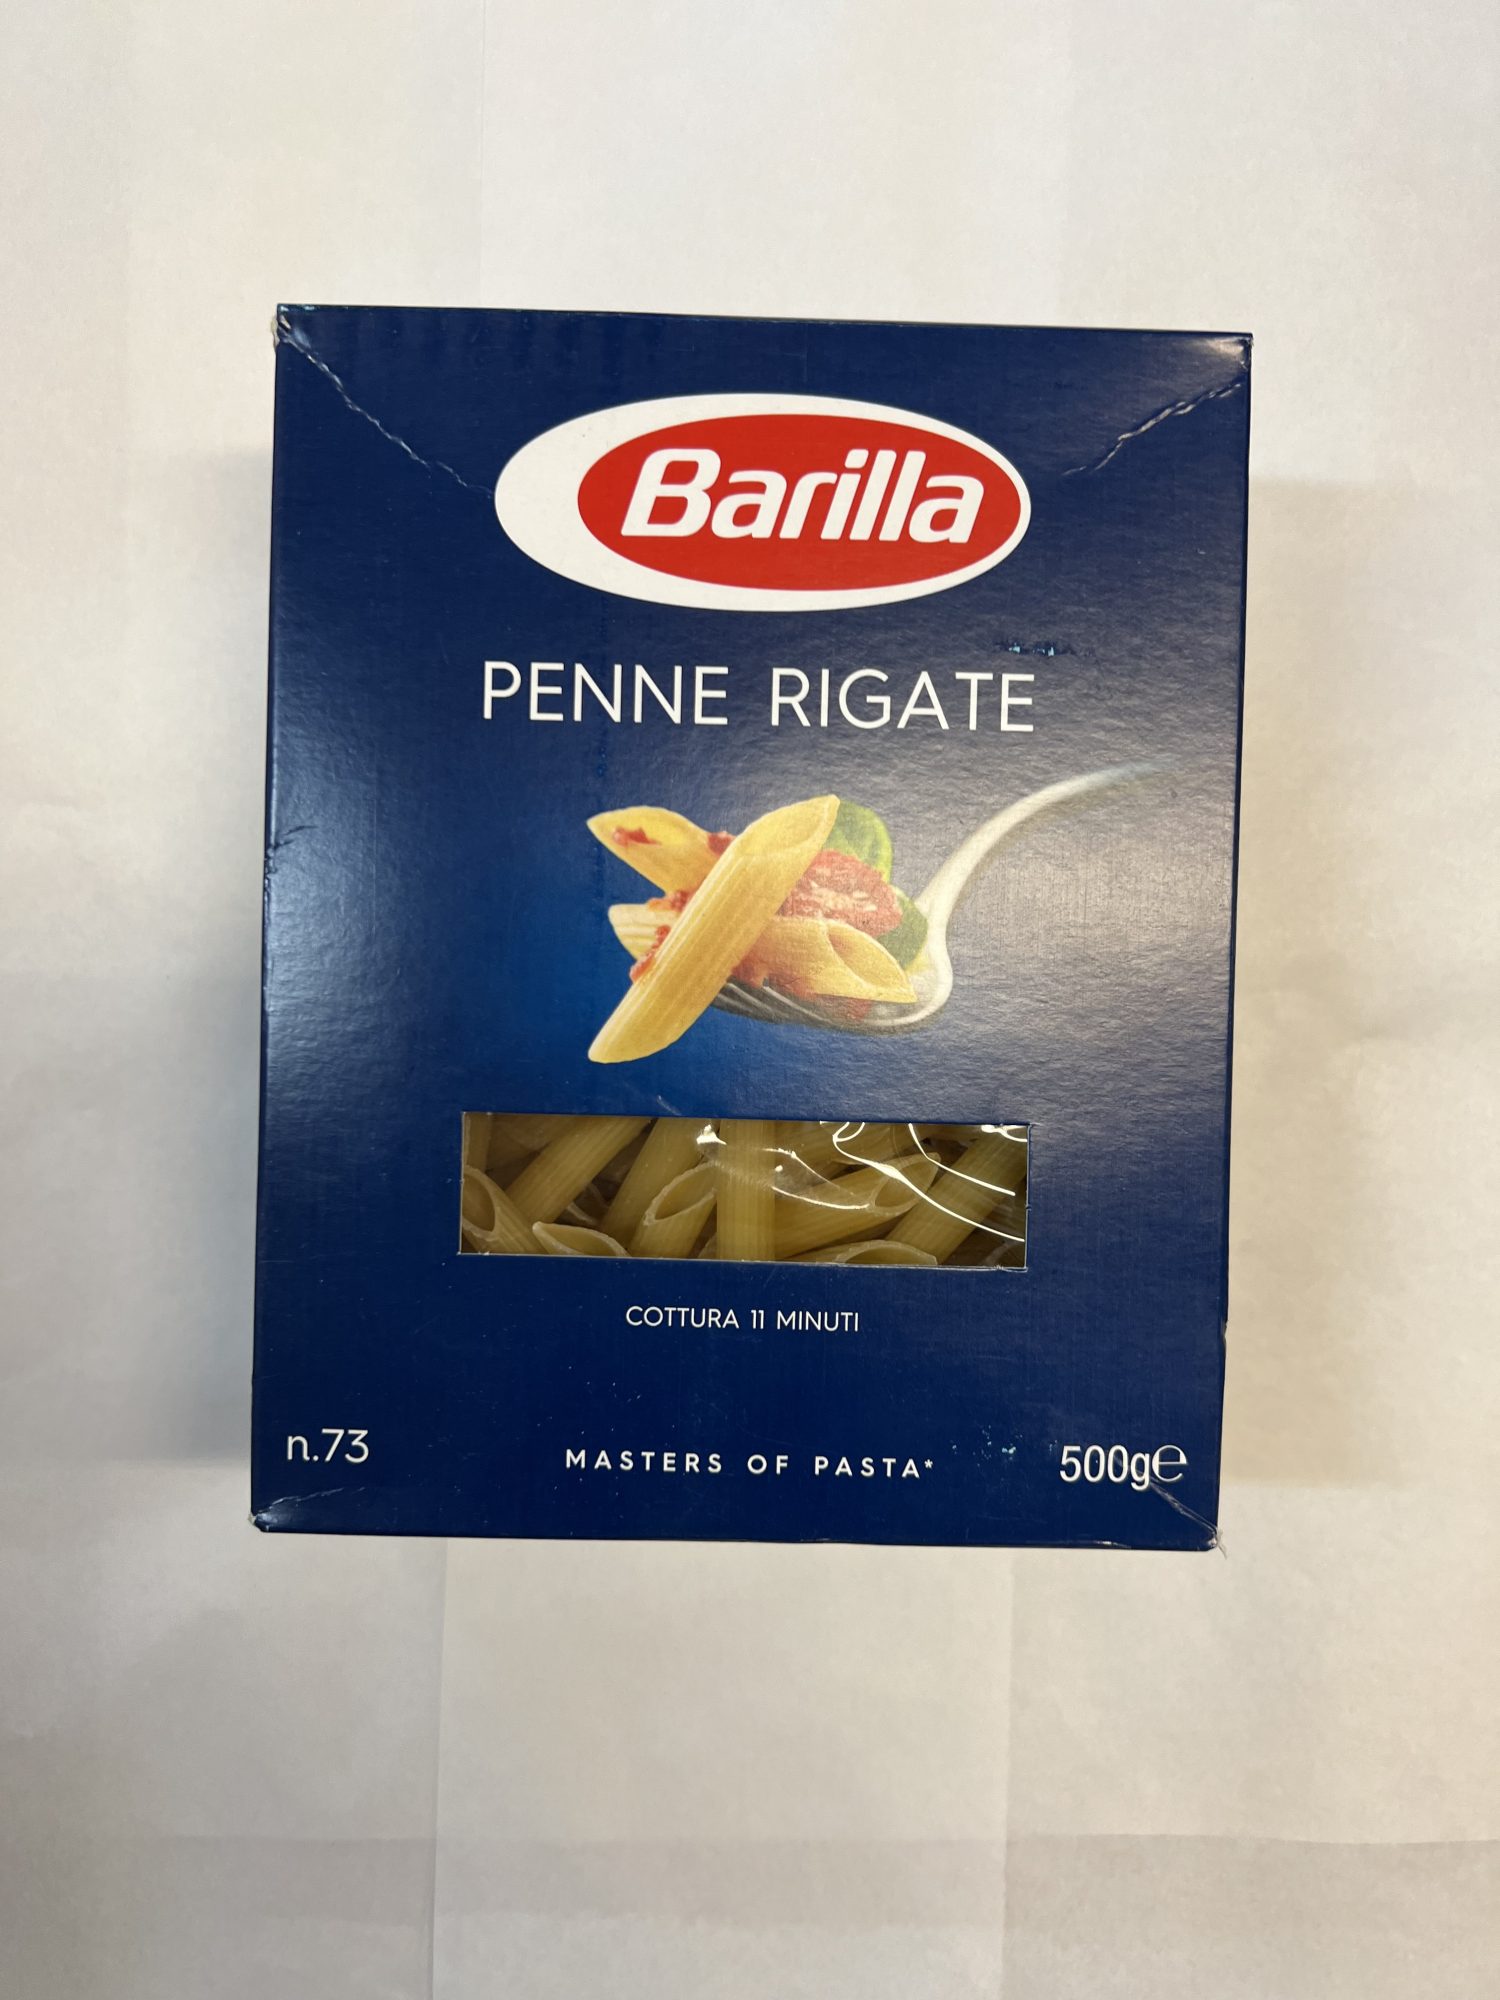 Barilla
PENNE RIGATE
COTTURA 11 MINUTI
n.73
MASTERS OF PASTA*
500g℮